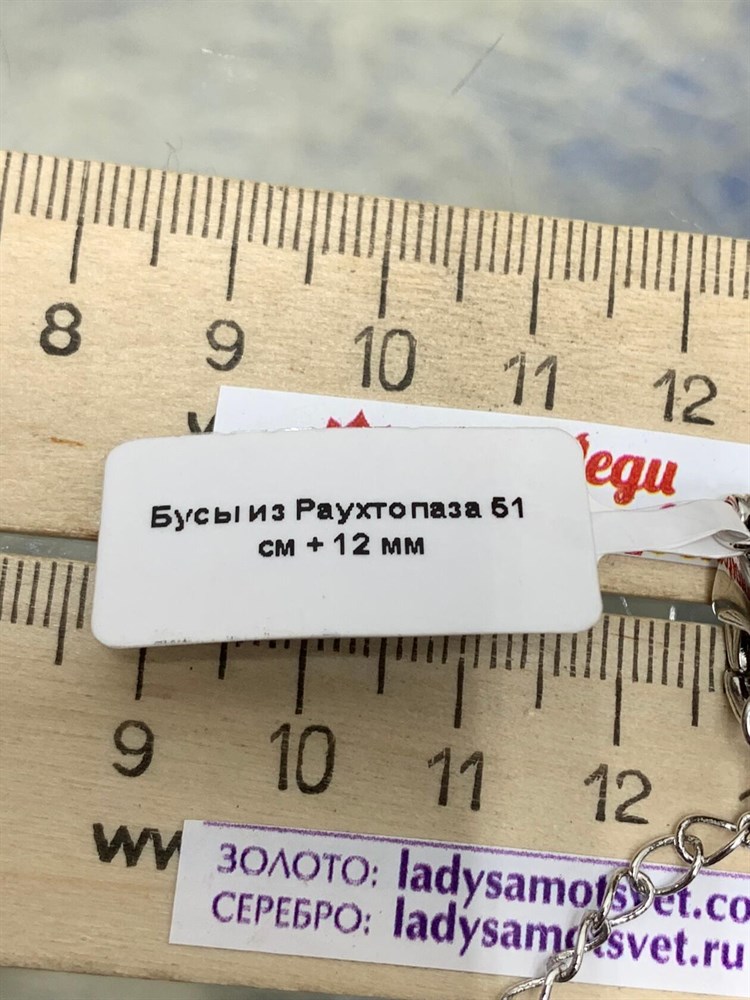 8 9 10 11 12
Бусы из Раухтопаза 51
см + 12 мм
9 10 11 12
ЗОЛОТО: ladysamotsvet.co
СЕРЕБРО: ladysamotsvet.ru